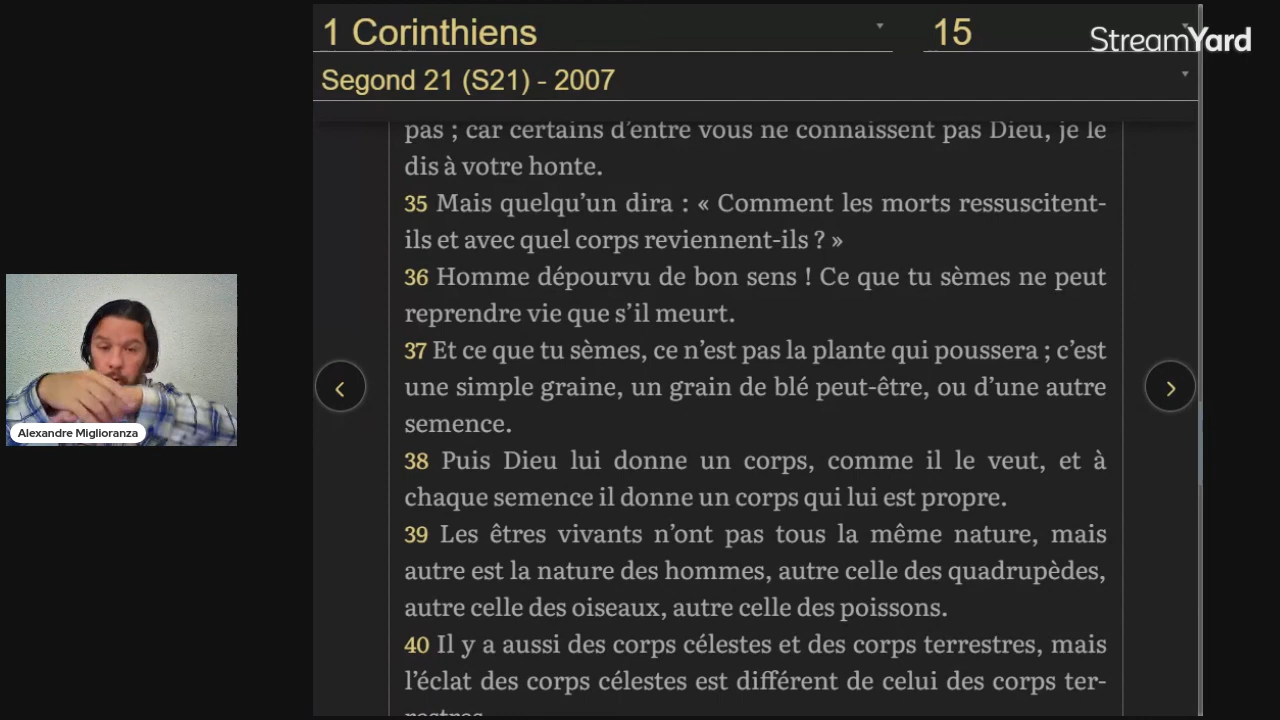 1 Corinthiens
15
StreamYard
Segond 21 (S21) - 2007
pas ; car certains d’entre vous ne connaissent pas Dieu, je le
dis à votre honte.
35 Mais quelqu’un dira : « Comment les morts ressuscitent-
ils et avec quel corps reviennent-ils ? »
36 Homme dépourvu de bon sens ! Ce que tu sèmes ne peut
reprendre vie que s’il meurt.
37 Et ce que tu sèmes, ce n’est pas la plante qui poussera ; c’est
une simple graine, un grain de blé peut-être, ou d’une autre
semence.
38 Puis Dieu lui donne un corps, comme il le veut, et à
chaque semence il donne un corps qui lui est propre.
39 Les êtres vivants n’ont pas tous la même nature, mais
autre est la nature des hommes, autre celle des quadrupèdes,
autre celle des oiseaux, autre celle des poissons.
40 Il y a aussi des corps célestes et des corps terrestres, mais
l’éclat des corps célestes est différent de celui des corps ter-
restres.
Alexandre Miglioranza